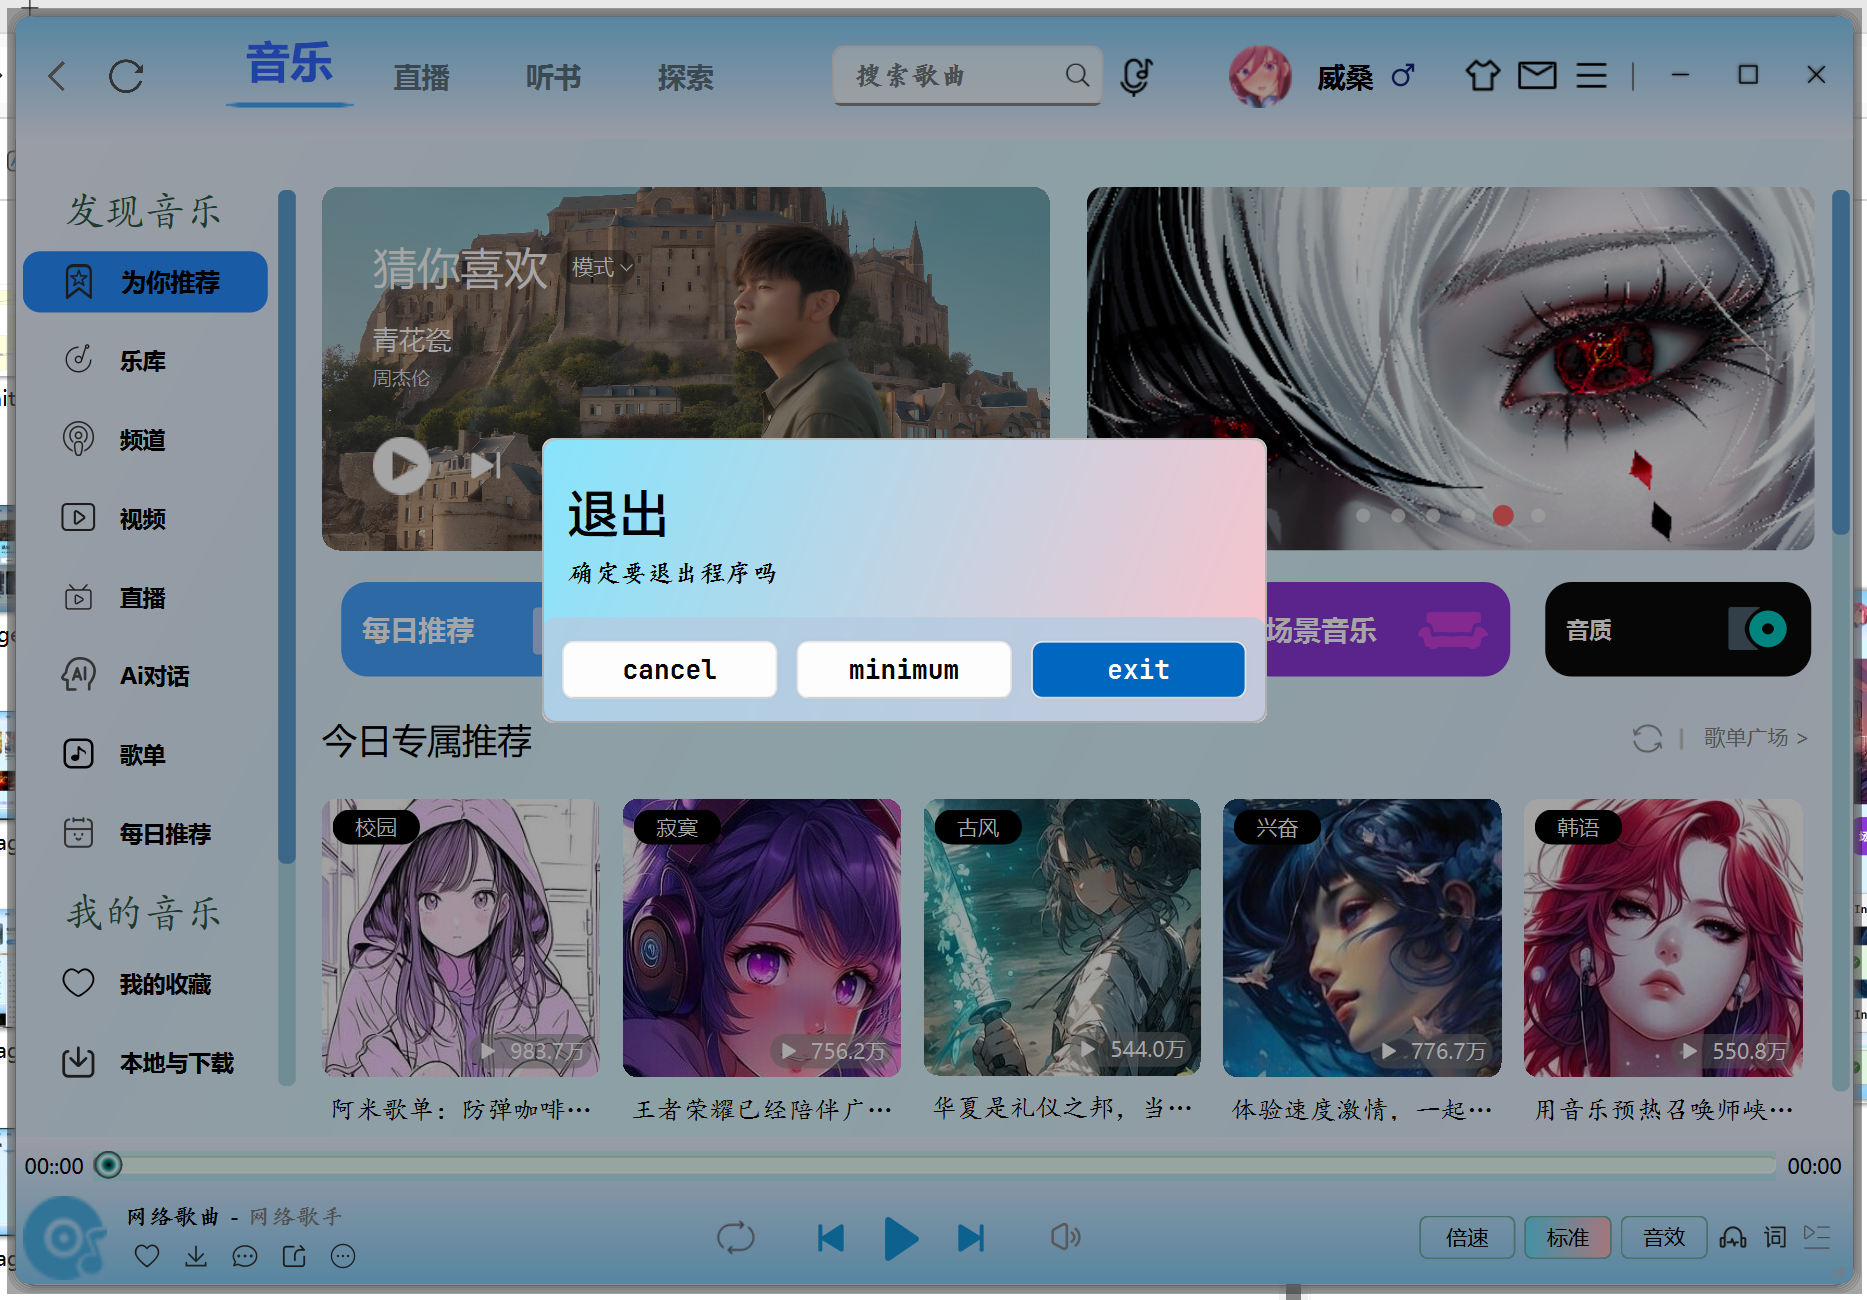 音乐
直播
听书
探索
搜索歌曲
威桑
发现音乐
为你推荐
乐库
频道
视频
直播
Ai对话
歌单
每日推荐
我的音乐
我的收藏
本地与下载
猜你喜欢 模式
青花瓷
周杰伦
退出
确定要退出程序吗
cancel
minimum
exit
每日推荐
场景音乐
音质
今日专属推荐
歌单广场 >
校园
983.7万
阿米歌单：防弹咖啡…
寂寞
756.2万
王者荣耀已经陪伴广…
古风
544.0万
华夏是礼仪之邦，当…
兴奋
776.7万
体验速度激情，一起…
韩语
550.8万
用音乐预热召唤师峡…
00::00
00:00
网络歌曲 - 网络歌手
倍速
标准
音效
词